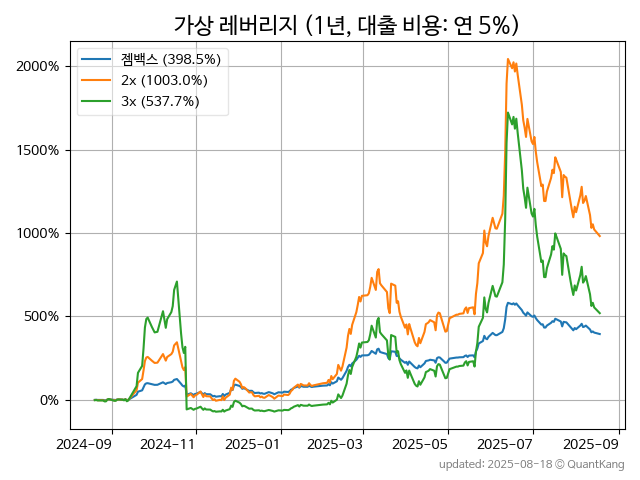 가상 레버리지 (1년, 대출 비용: 연 5%)
젬백스 (398.5%)
2x (1003.0%)
3x (537.7%)
2000%
1500%
1000%
500%
0%
2024-09 2024-11 2025-01 2025-03 2025-05 2025-07 2025-09
updated: 2025-08-18 © QuantKang